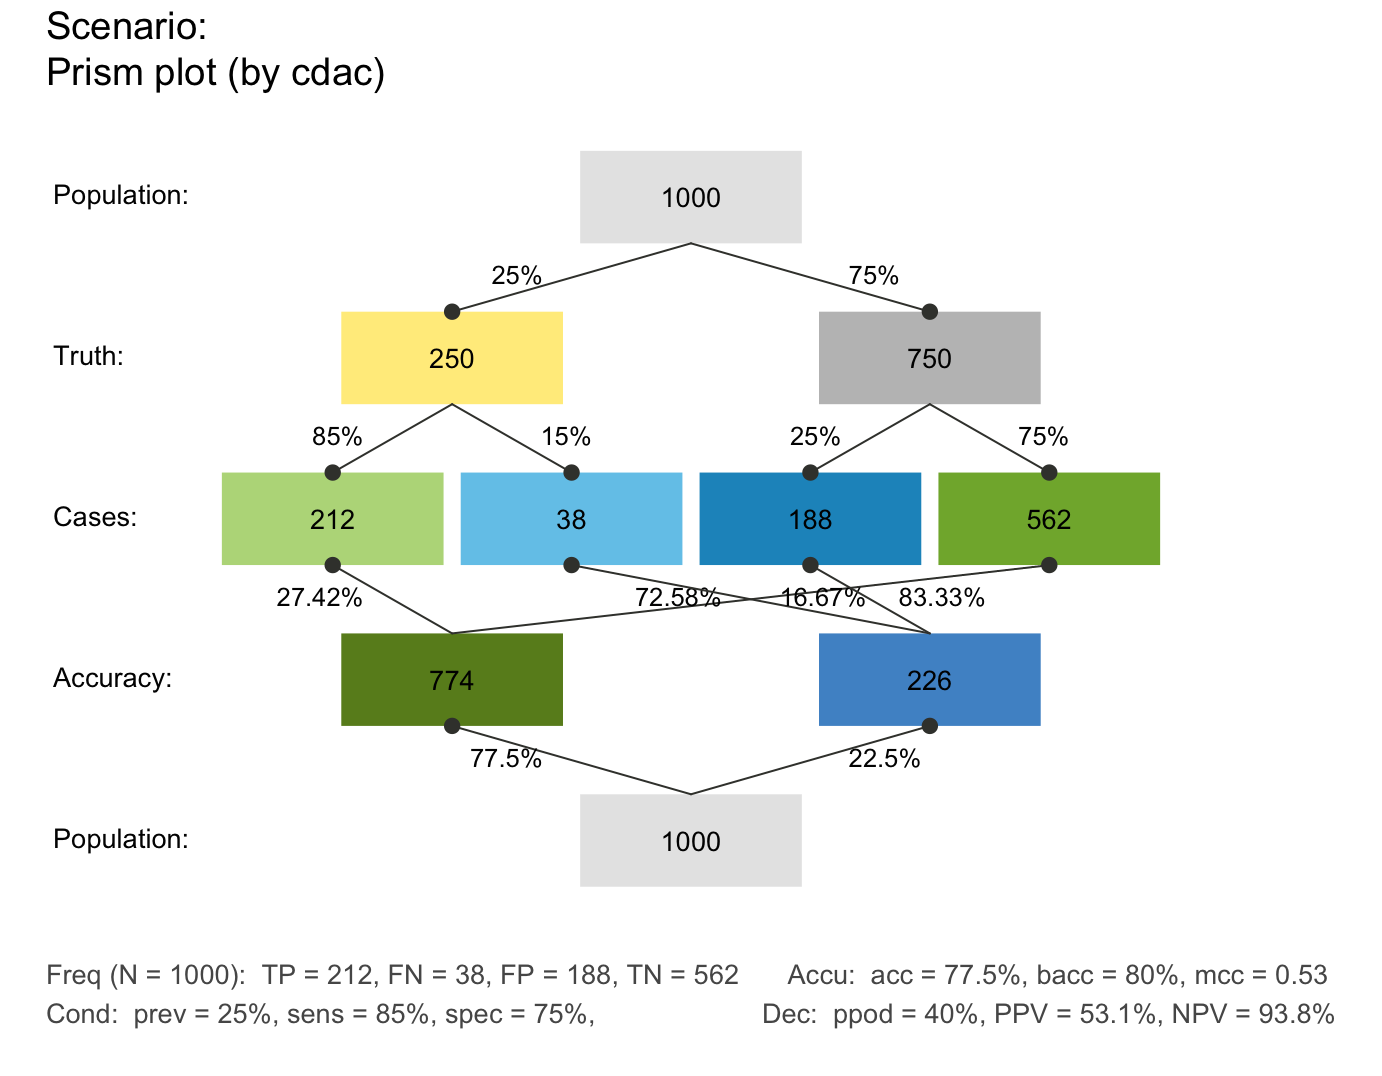 Scenario:
Prism plot (by cdac)
Population:
1000
25%
75%
Truth:
250
750
85%
15%
25%
75%
Cases:
212
38
188
562
27.42%
72.58%
16.67%
83.33%
Accuracy:
774
226
77.5%
22.5%
Population:
1000
Freq (N = 1000):  TP = 212, FN = 38, FP = 188, TN = 562
Accu:  acc = 77.5%, bacc = 80%, mcc = 0.53
Cond:  prev = 25%, sens = 85%, spec = 75%,
Dec:  ppod = 40%, PPV = 53.1%, NPV = 93.8%